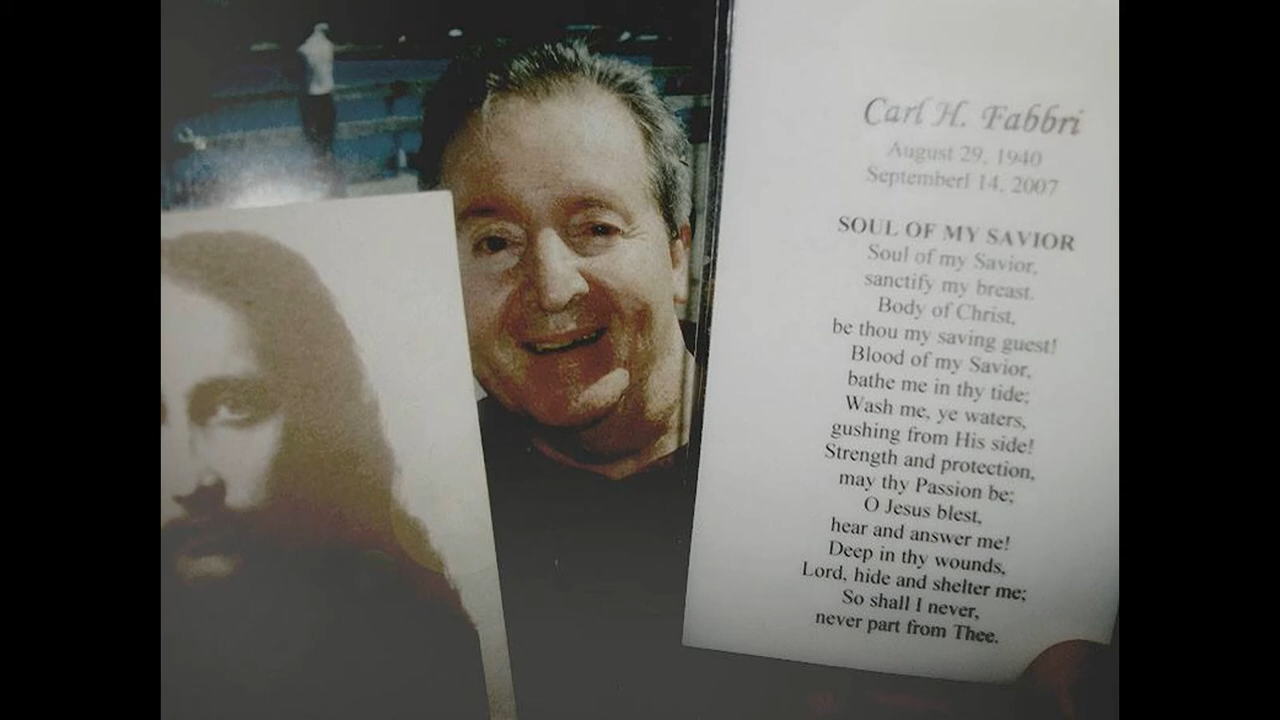 Carl H. Fabbri
August 29, 1940
Septemberl 14, 2007
SOUL OF MY SAVIOR
Soul of my Savior,
sanctify my breast.
Body of Christ,
be thou my saving guest!
Blood of my Savior,
bathe me in thy tide;
Wash me, ye waters,
gushing from His side!
Strength and protection,
may thy Passion be;
O Jesus blest,
hear and answer me!
Deep in thy wounds,
Lord, hide and shelter me;
So shall I never,
never part from Thee.